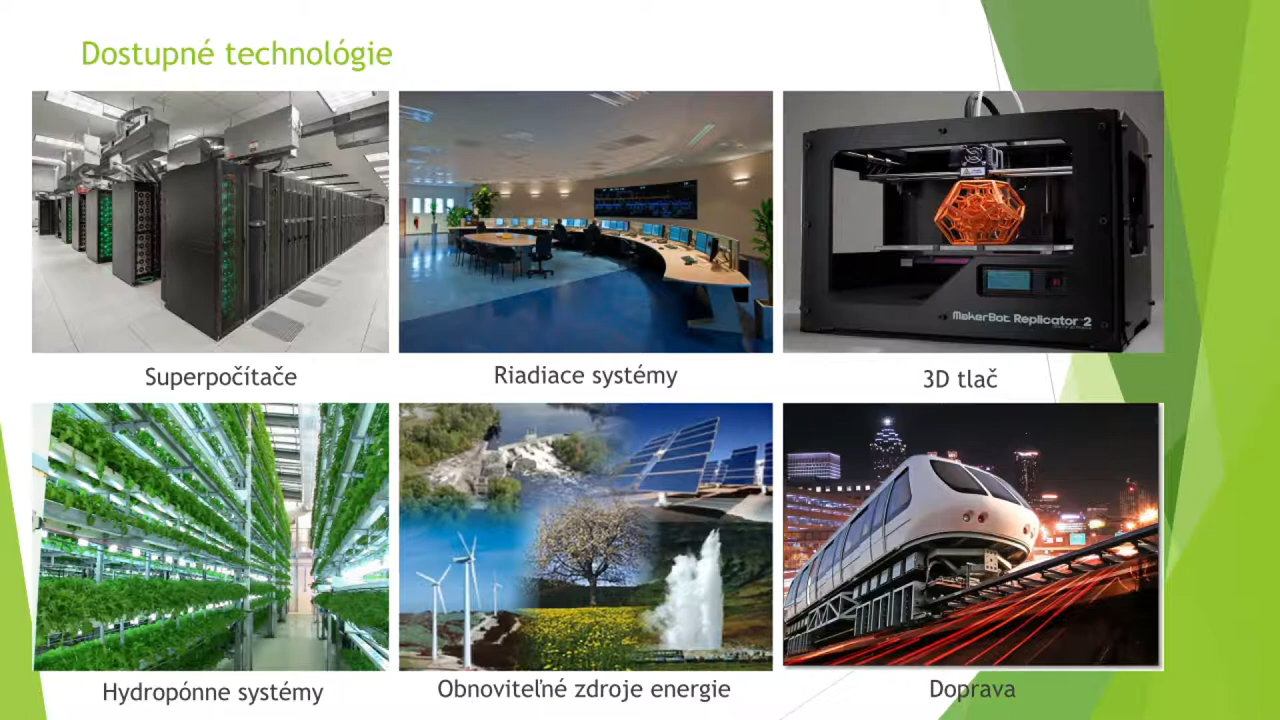 Dostupné technológie
MakerBot Replicator 2
Superpočítače
Riadiace systémy
3D tlač
Hydropónne systémy
Obnoviteľné zdroje energie
Doprava